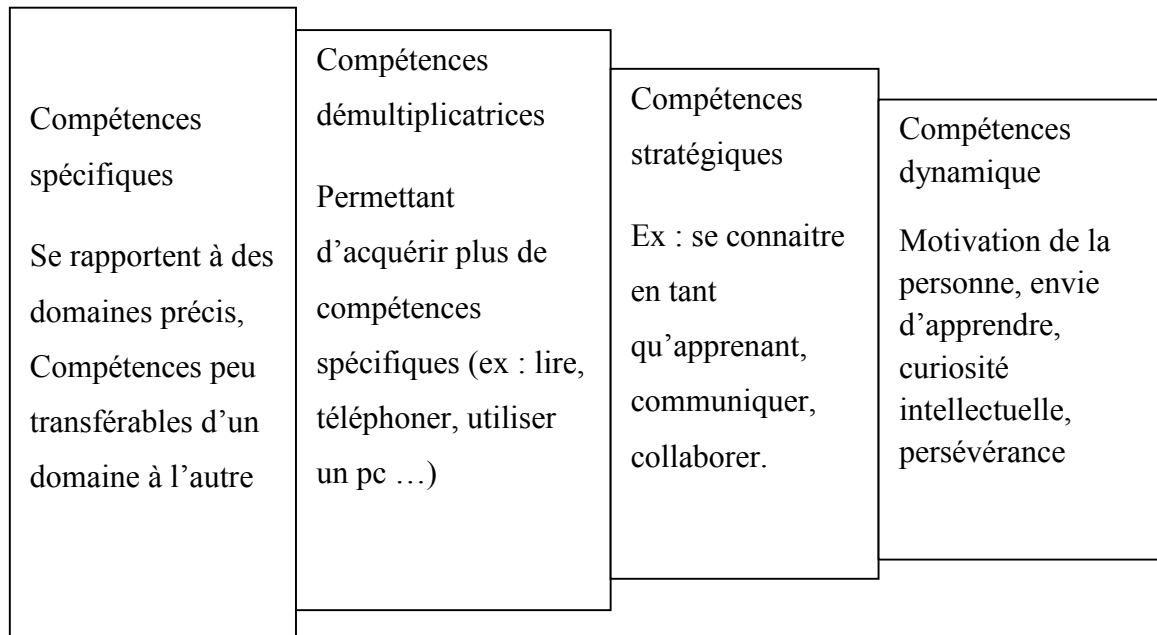 Compétences
spécifiques
Se rapportent à des
domaines précis,
Compétences peu
transférables d'un
domaine à l'autre
Compétences
démultiplicatrices
Permettant
d'acquérir plus de
compétences
spécifiques (ex : lire,
téléphoner, utiliser
un pc …)
Compétences
stratégiques
Ex : se connaitre
en tant
qu'apprenant,
communiquer,
collaborer.
Compétences
dynamique
Motivation de la
personne, envie
d'apprendre,
curiosité
intellectuelle,
persévérance